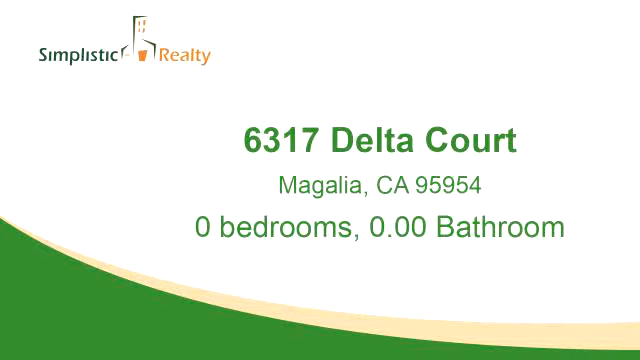 Simplistic Realty
6317 Delta Court
Magalia, CA 95954
0 bedrooms, 0.00 Bathroom